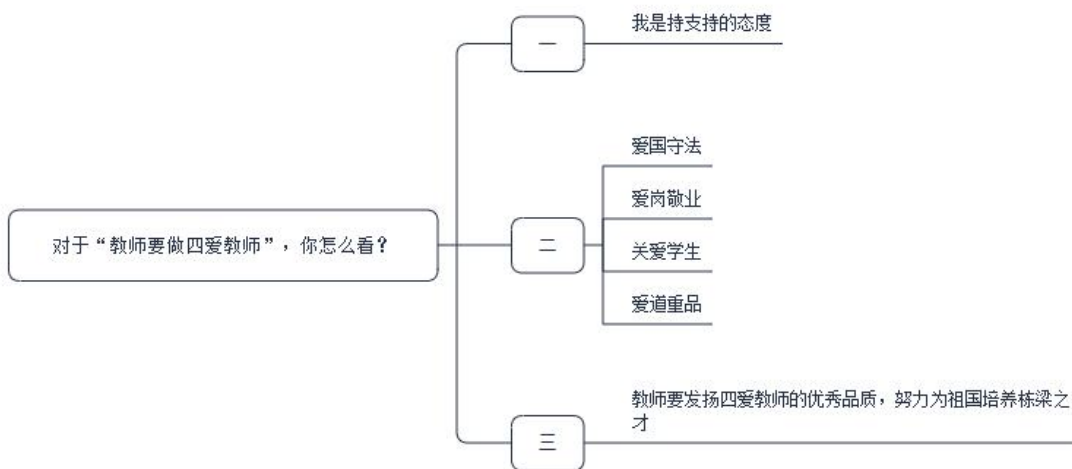 对于“教师要做四爱教师”，你怎么看？
一
我是持支持的态度
二
爱国守法
爱岗敬业
关爱学生
爱道重品
三
教师要发扬四爱教师的优秀品质，努力为祖国培养栋梁之
才